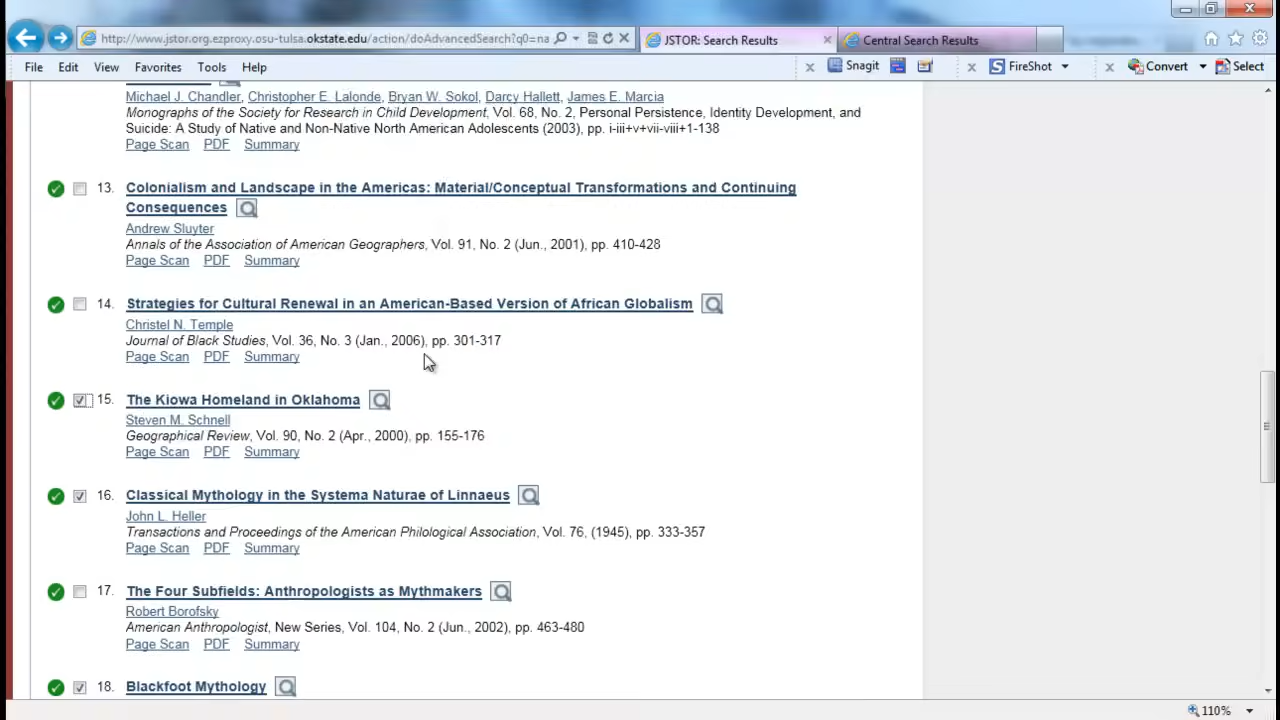 http://www.jstor.org.ezproxy.osu-tulsa.okstate.edu/action/doAdvancedSearch?q0=na
JSTOR: Search Results
Central Search Results
File Edit View Favorites Tools Help
x Snagit
x FireShot
x Convert Select
Michael J. Chandler, Christopher E. Lalonde, Bryan W. Sokol, Darcy Hallett, James E. Marcia
Monographs of the Society for Research in Child Development, Vol. 68, No. 2, Personal Persistence, Identity Development, and
Suicide: A Study of Native and Non-Native North American Adolescents (2003), pp. i-iii+v+vii-viii+1-138
Page Scan PDF Summary
13. Colonialism and Landscape in the Americas: Material/Conceptual Transformations and Continuing
Consequences
Andrew Sluyter
Annals of the Association of American Geographers, Vol. 91, No. 2 (Jun., 2001), pp. 410-428
Page Scan PDF Summary
14. Strategies for Cultural Renewal in an American-Based Version of African Globalism
Christel N. Temple
Journal of Black Studies, Vol. 36, No. 3 (Jan., 2006), pp. 301-317
Page Scan PDF Summary
15. The Kiowa Homeland in Oklahoma
Steven M. Schnell
Geographical Review, Vol. 90, No. 2 (Apr., 2000), pp. 155-176
Page Scan PDF Summary
16. Classical Mythology in the Systema Naturae of Linnaeus
John L. Heller
Transactions and Proceedings of the American Philological Association, Vol. 76, (1945), pp. 333-357
Page Scan PDF Summary
17. The Four Subfields: Anthropologists as Mythmakers
Robert Borofsky
American Anthropologist, New Series, Vol. 104, No. 2 (Jun., 2002), pp. 463-480
Page Scan PDF Summary
18. Blackfoot Mythology
110%